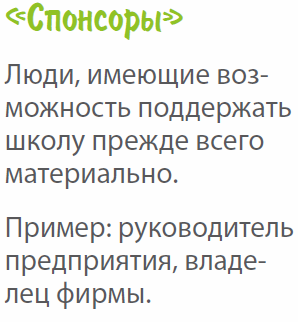 «Спонсоры»
Люди, имеющие воз-
можность поддержать
школу прежде всего
материально.
Пример: руководитель
предприятия, владе-
лец фирмы.